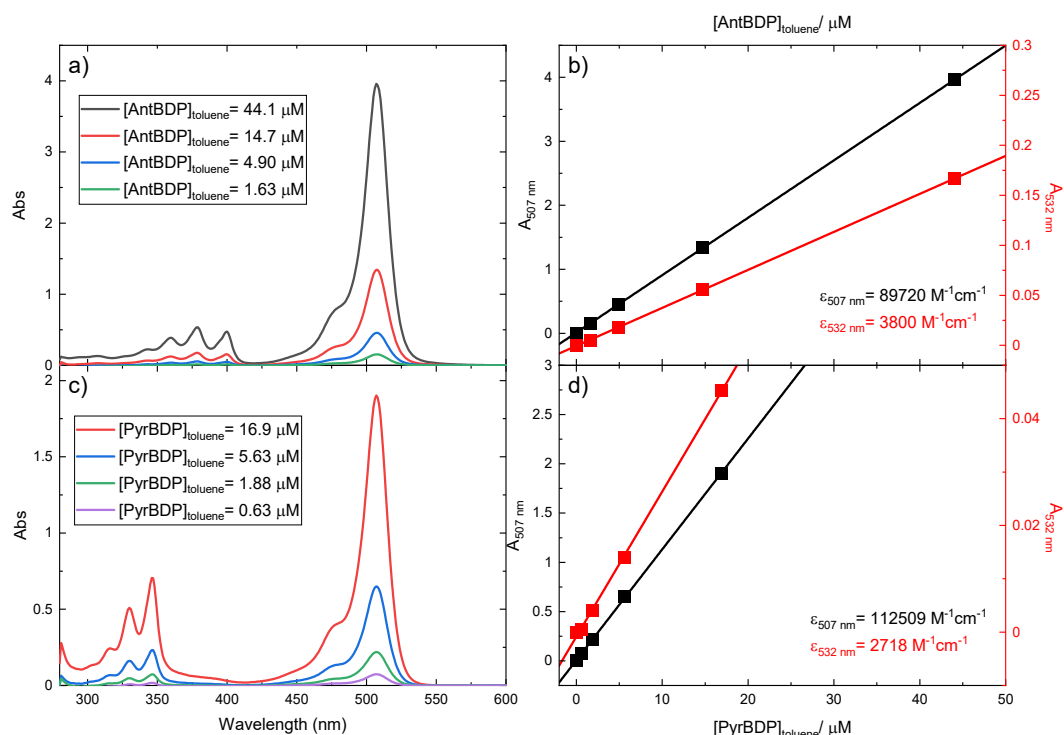 a)
[AntBDP]toluene= 44.1 μM
[AntBDP]toluene= 14.7 μM
[AntBDP]toluene= 4.90 μM
[AntBDP]toluene= 1.63 μM
Abs
4
3
2
1
0
[AntBDP]toluene/ μM
b)
A507 nm
4
3
2
1
0
A532 nm
0.3
0.25
0.2
0.15
0.1
0.05
0
ε507 nm= 89720 M-1cm-1
ε532 nm= 3800 M-1cm-1
c)
[PyrBDP]toluene= 16.9 μM
[PyrBDP]toluene= 5.63 μM
[PyrBDP]toluene= 1.88 μM
[PyrBDP]toluene= 0.63 μM
Abs
2
1.5
1
0.5
0
300 350 400 450 500 550 600
Wavelength (nm)
d)
A507 nm
3
2.5
2
1.5
1
0.5
0
A532 nm
0.04
0.02
0
ε507 nm= 112509 M-1cm-1
ε532 nm= 2718 M-1cm-1
0 10 20 30 40 50
[PyrBDP]toluene/ μM